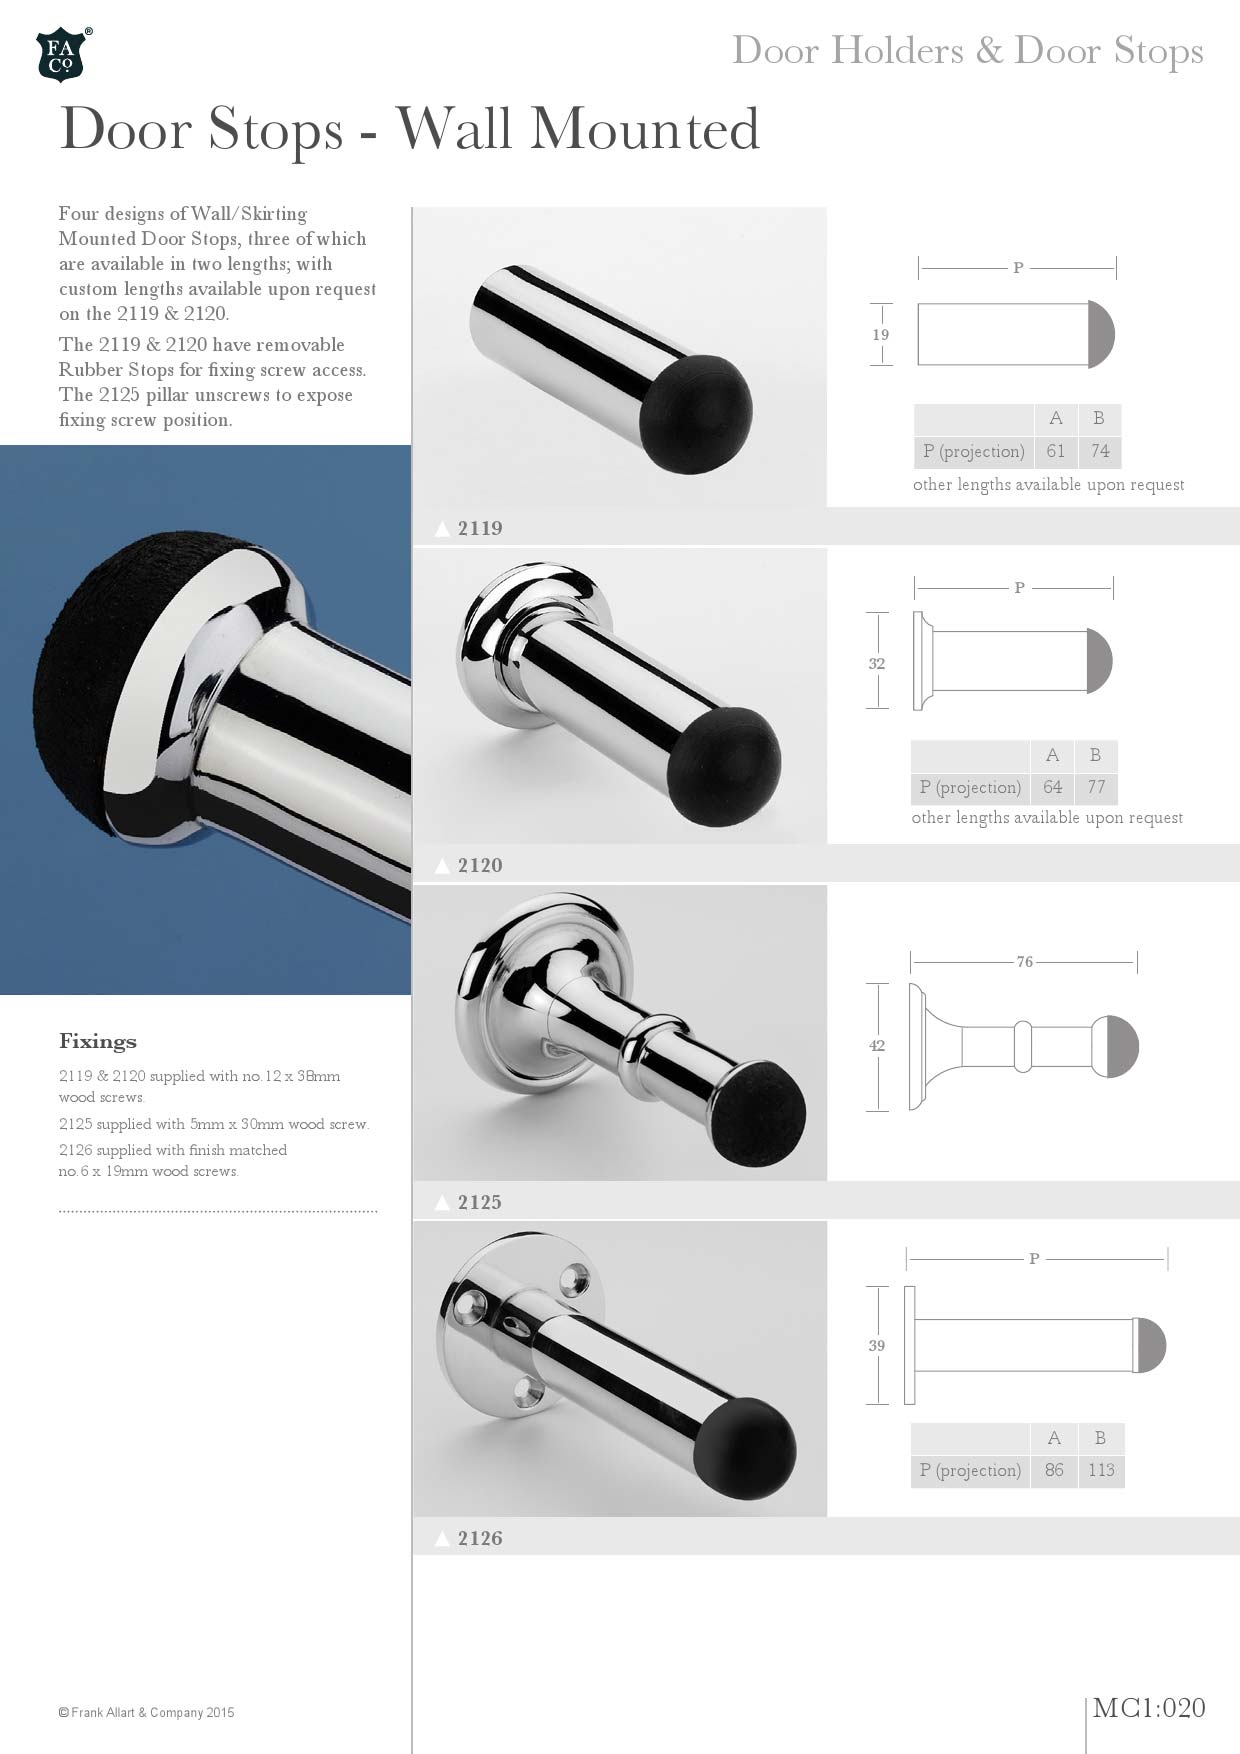 FA
Co.
®
Door Holders & Door Stops
Door Stops - Wall Mounted
Four designs of Wall/Skirting
Mounted Door Stops, three of which
are available in two lengths; with
custom lengths available upon request
on the 2119 & 2120.
The 2119 & 2120 have removable
Rubber Stops for fixing screw access.
The 2125 pillar unscrews to expose
fixing screw position.
Fixings
2119 & 2120 supplied with no.12 x 38mm
wood screws.
2125 supplied with 5mm x 30mm wood screw.
2126 supplied with finish matched
no.6 x 19mm wood screws.
P
19
A B
P (projection) 61 74
other lengths available upon request
▲ 2119
P
32
A B
P (projection) 64 77
other lengths available upon request
▲ 2120
76
42
▲ 2125
P
39
A B
P (projection) 86 113
▲ 2126
© Frank Allart & Company 2015
MC1:020